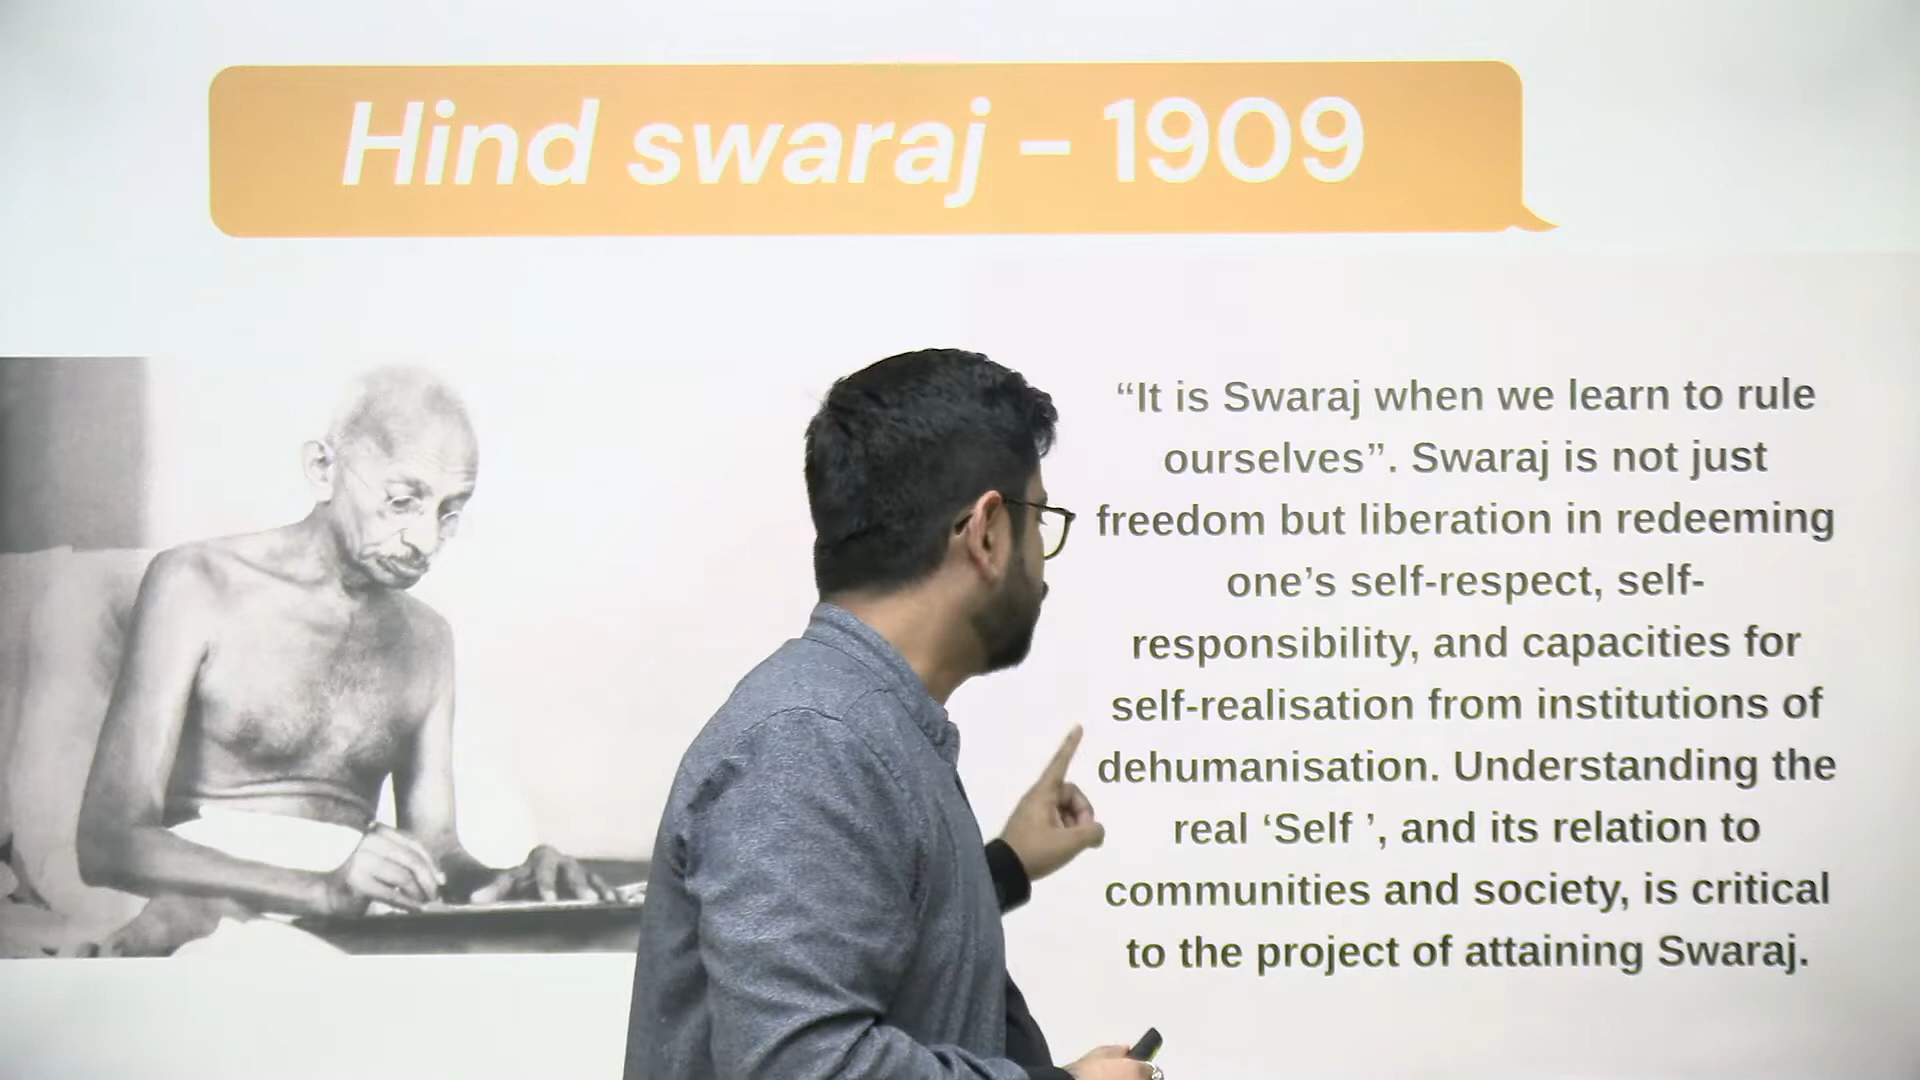 Hind swaraj – 1909
“It is Swaraj when we learn to rule
ourselves”. Swaraj is not just
freedom but liberation in redeeming
one’s self-respect, self-
responsibility, and capacities for
self-realisation from institutions of
dehumanisation. Understanding the
real ‘Self ’, and its relation to
communities and society, is critical
to the project of attaining Swaraj.